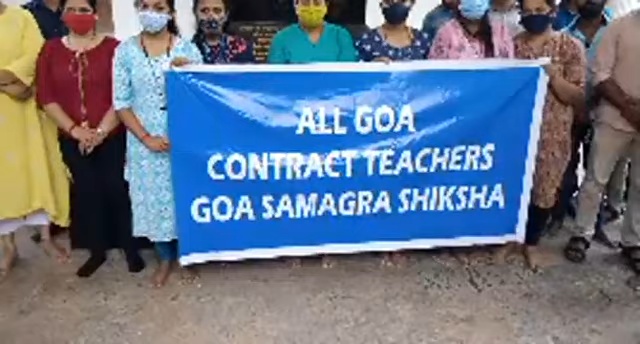 ALL GOA
CONTRACT TEACHERS
GOA SAMAGRA SHIKSHA